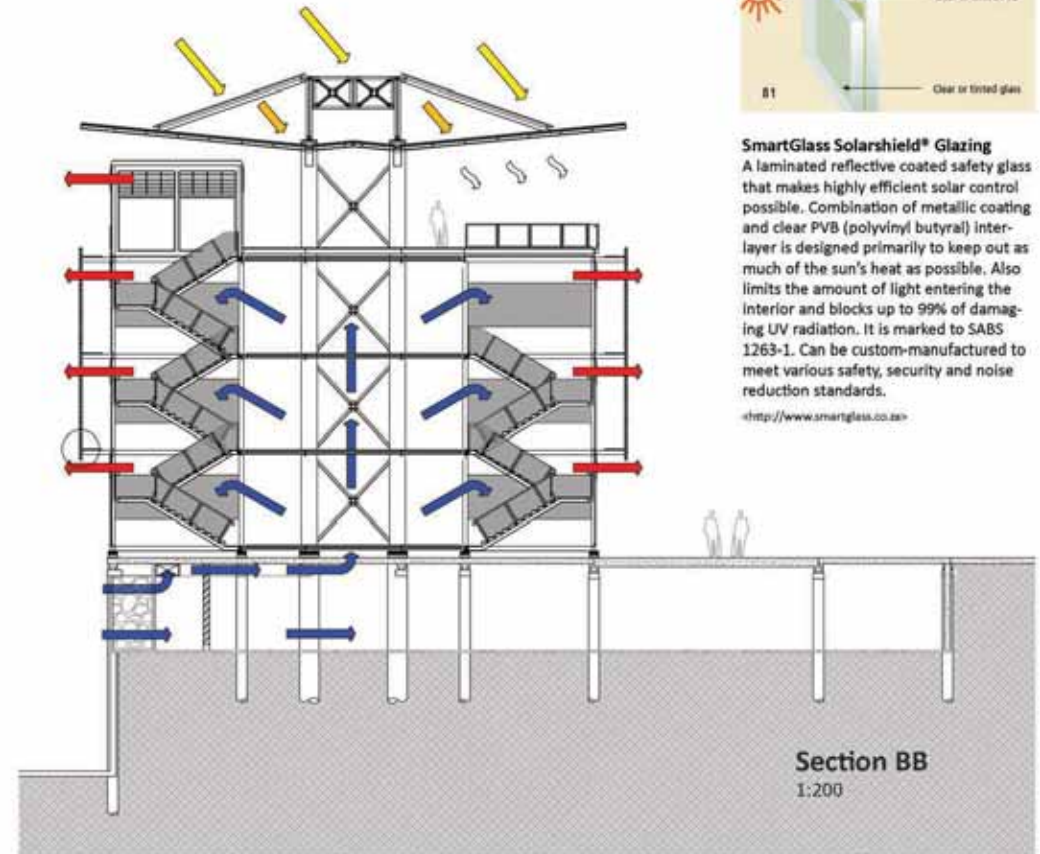 81
Clear or tinted glass
SmartGlass Solarshield® Glazing
A laminated reflective coated safety glass
that makes highly efficient solar control
possible. Combination of metallic coating
and clear PVB (polyvinyl butyral) inter-
layer is designed primarily to keep out as
much of the sun's heat as possible. Also
limits the amount of light entering the
interior and blocks up to 99% of damag-
ing UV radiation. It is marked to SABS
1263-1. Can be custom-manufactured to
meet various safety, security and noise
reduction standards.
<http://www.smartglass.co.za>
Section BB
1:200